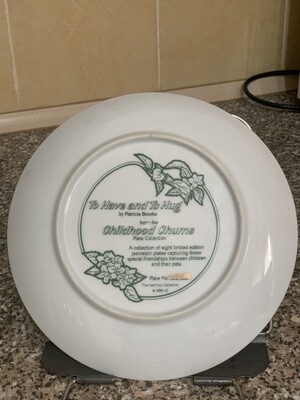 To Have and To Hug
by Patricia Brooks
from the
Childhood Chums
Plate Collection
A collection of eight limited edition
porcelain plates capturing those
special friendships between children
and their pets.
Plate No.
The Hamilton Collection